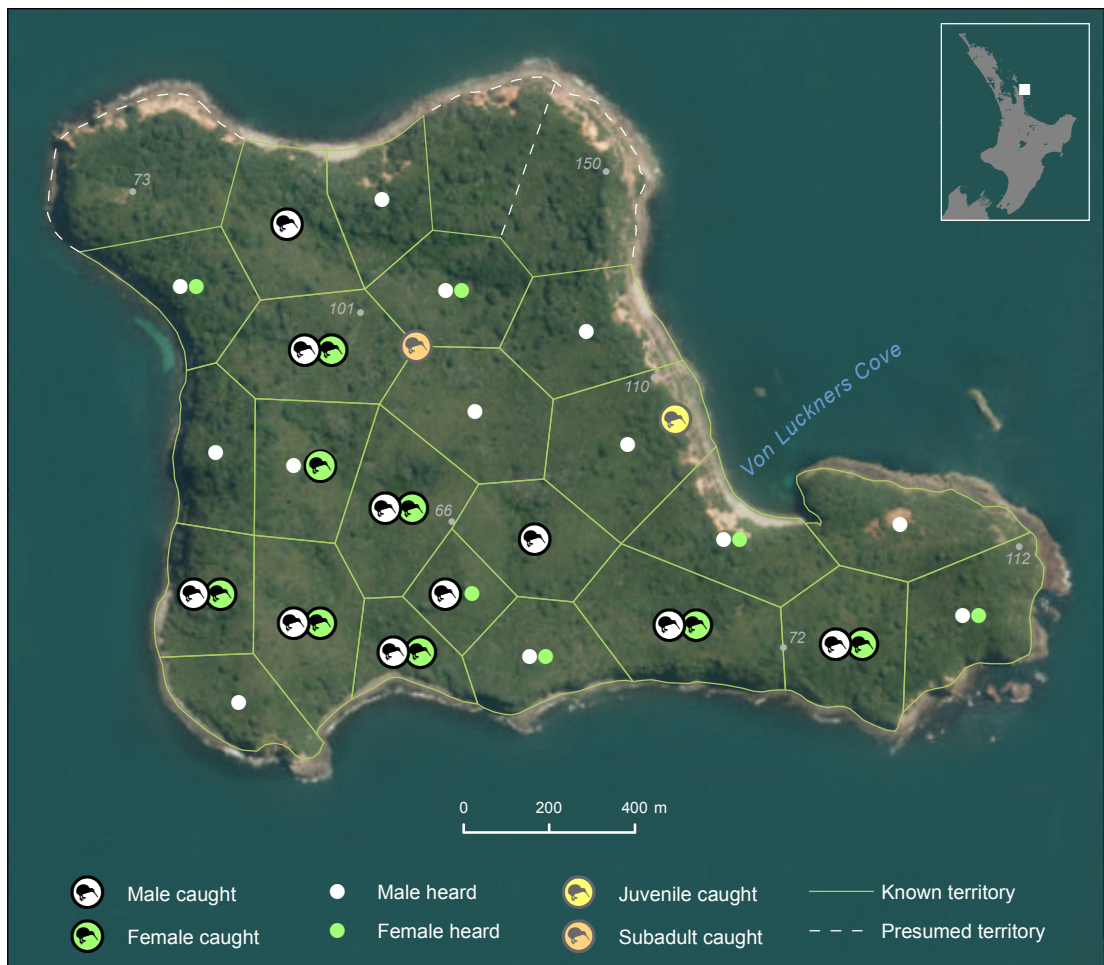 73
150
101
110
Von Luckners Cove
66
112
72
0 200 400 m
Male caught
Male heard
Juvenile caught
Known territory
Female caught
Female heard
Subadult caught
Presumed territory